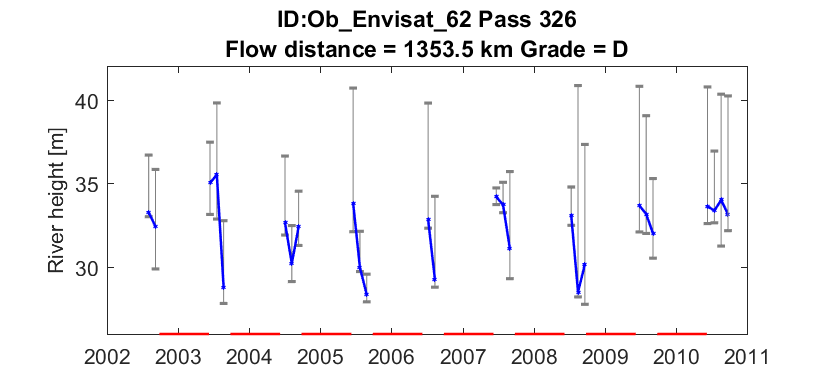 ID:Ob_Envisat_62 Pass 326
Flow distance = 1353.5 km Grade = D
River height [m]
40
35
30
2002 2003 2004 2005 2006 2007 2008 2009 2010 2011